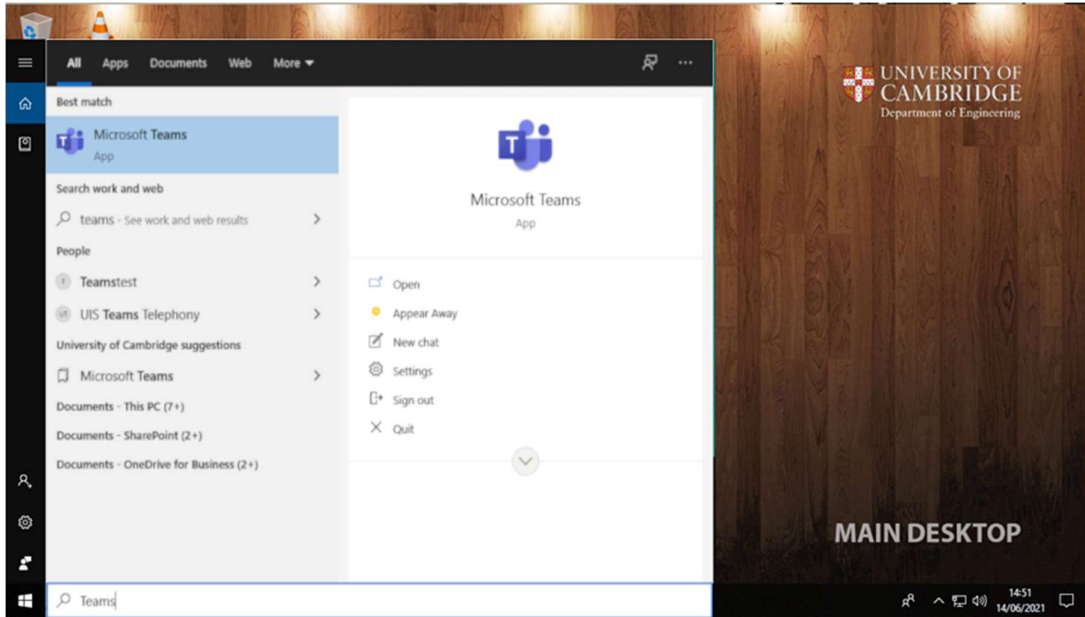 All Apps Documents Web More
Best match
Microsoft Teams
App
Search work and web
teams - See work and web results
People
T Teamstest
UT UIS Teams Telephony
University of Cambridge suggestions
Microsoft Teams
Documents - This PC (7+)
Documents - SharePoint (2+)
Documents - OneDrive for Business (2+)
T
Microsoft Teams
App
Open
Appear Away
New chat
Settings
Sign out
Quit
UNIVERSITY OF
CAMBRIDGE
Department of Engineering
MAIN DESKTOP
Teams
14:51
14/06/2021